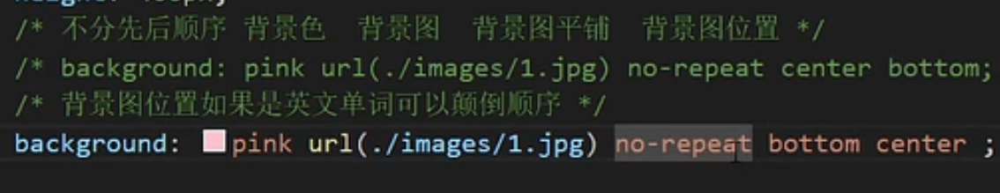 /* 不分先后顺序 背景色 背景图 背景图平铺 背景图位置 */
/* background: pink url(./images/1.jpg) no-repeat center bottom;
/* 背景图位置如果是英文单词可以颠倒顺序 */
background: pink url(./images/1.jpg) no-repeat bottom center ;